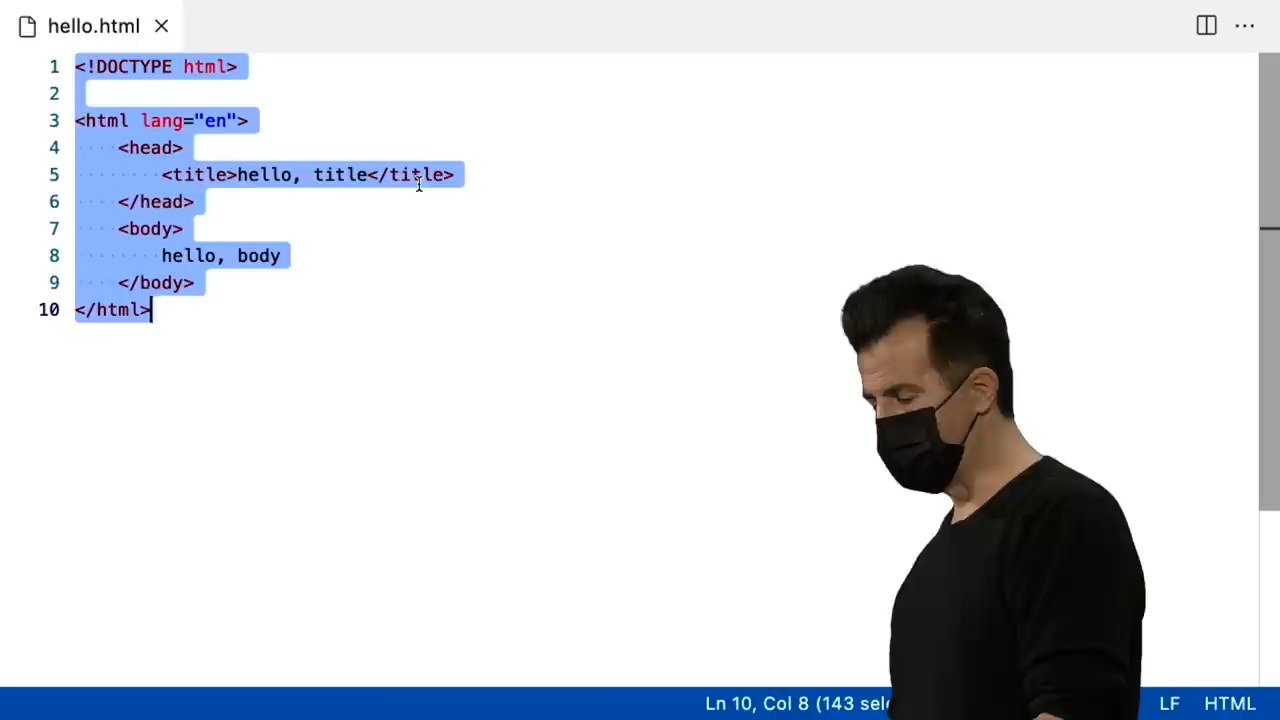 hello.html
1 <!DOCTYPE html>
2
3 <html lang="en">
4     <head>
5         <title>hello, title</title>
6     </head>
7     <body>
8         hello, body
9     </body>
10 </html>
Ln 10, Col 8 (143 sele
LF
HTML